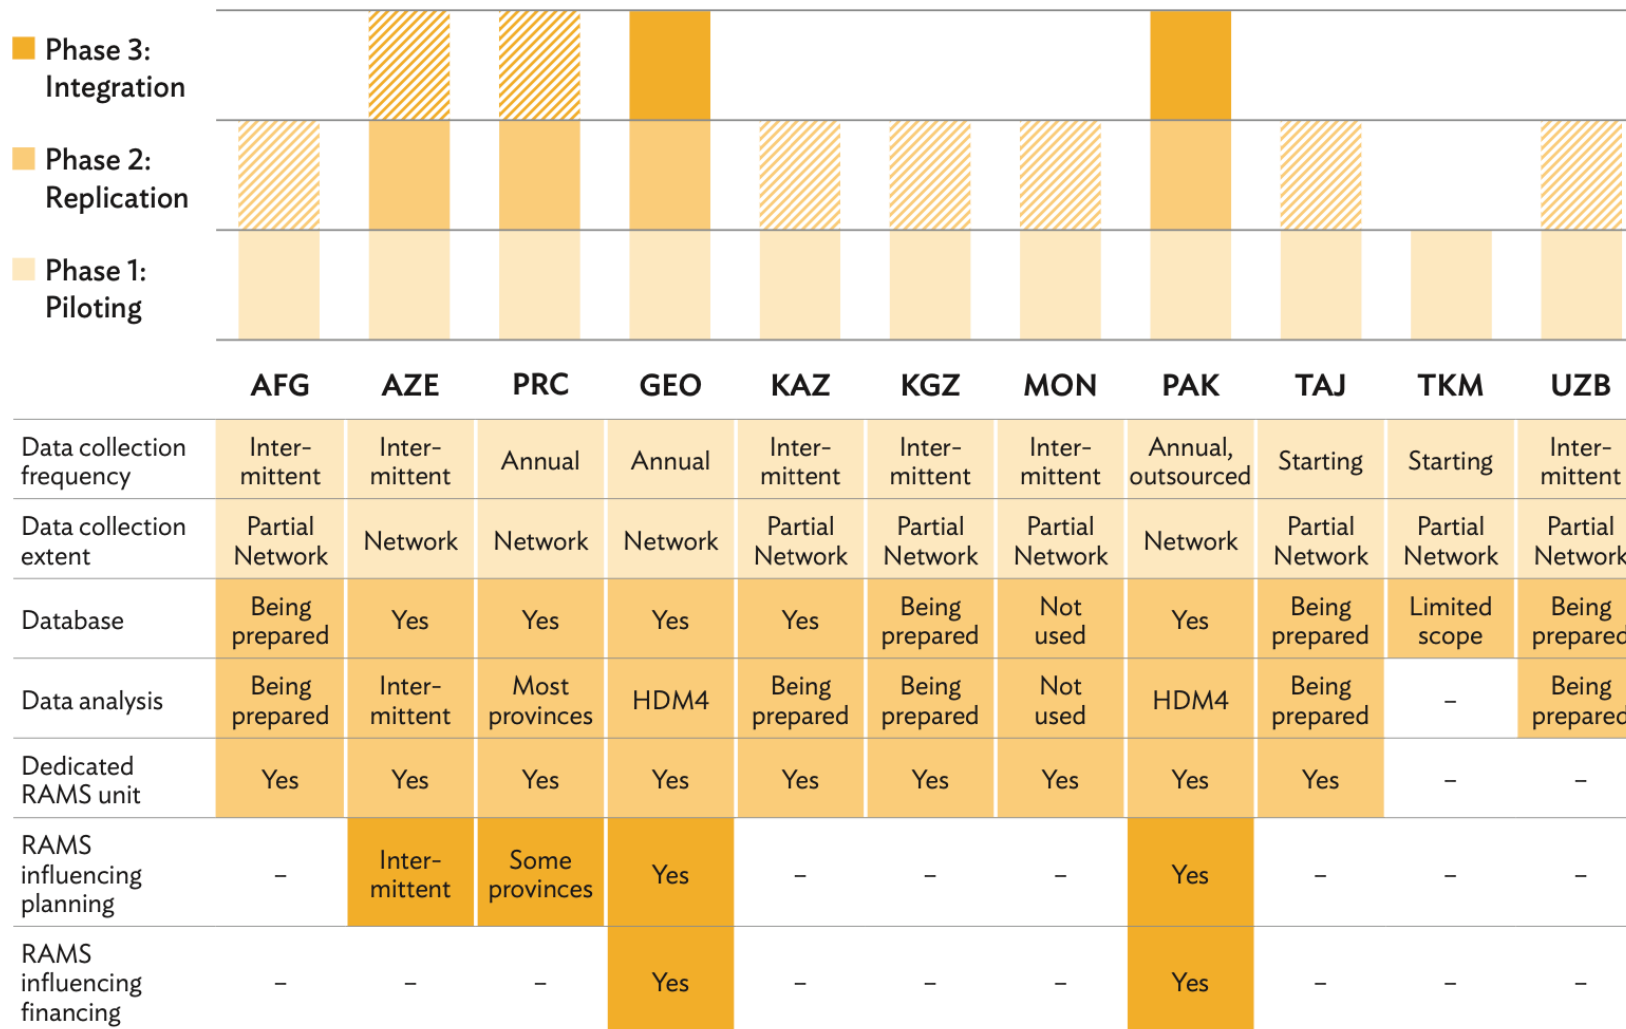 Phase 3:
Integration
Phase 2:
Replication
Phase 1:
Piloting
AFG AZE PRC GEO KAZ KGZ MON PAK TAJ TKM UZB
Data collection frequency Inter-mittent Inter-mittent Annual Annual Inter-mittent Inter-mittent Inter-mittent Annual, outsourced Starting Starting Inter-mittent
Data collection extent Partial Network Network Network Network Partial Network Partial Network Partial Network Network Partial Network Partial Network Partial Network
Database Being prepared Yes Yes Yes Yes Being prepared Not used Yes Being prepared Limited scope Being prepared
Data analysis Being prepared Inter-mittent Most provinces HDM4 Being prepared Being prepared Not used HDM4 Being prepared – Being prepared
Dedicated RAMS unit Yes Yes Yes Yes Yes Yes Yes Yes Yes – –
RAMS influencing planning – Inter-mittent Some provinces Yes – – – Yes – – –
RAMS influencing financing – – – Yes – – – Yes – – –